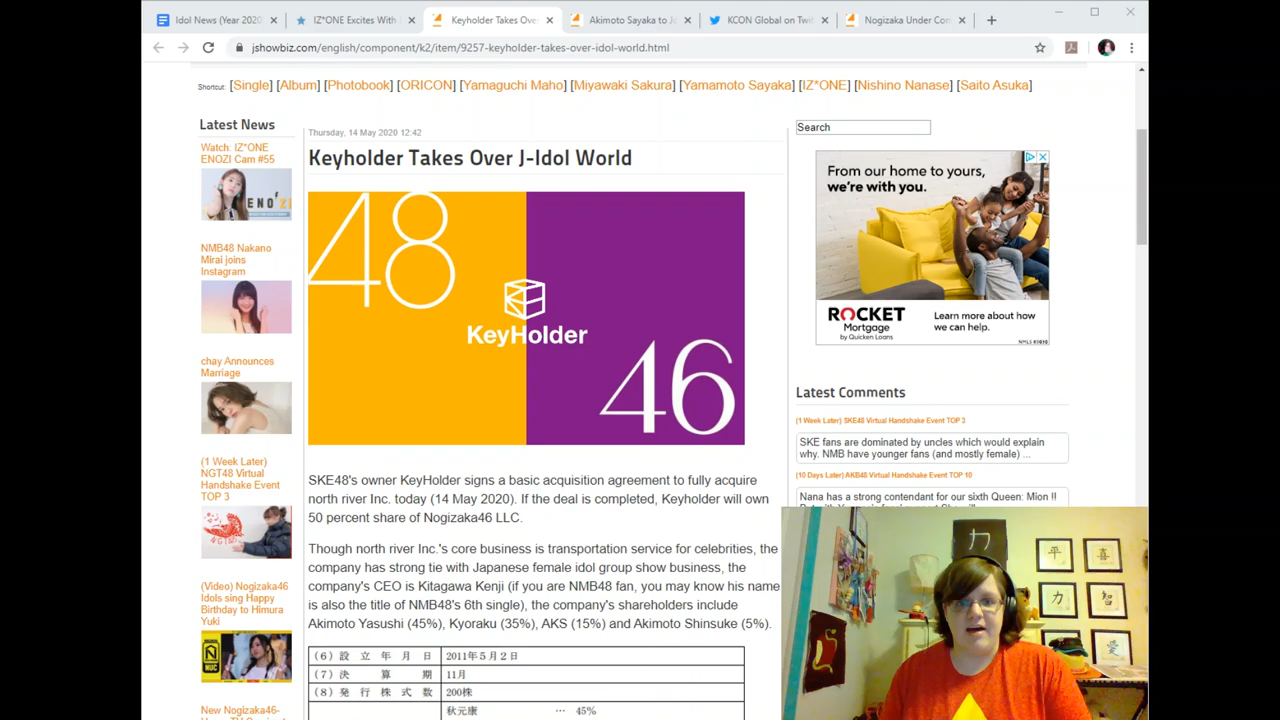 Idol News (Year 2020
IZ*ONE Excites With
Keyholder Takes Over
Akimoto Sayaka to Jo
KCON Global on Twi
Nogizaka Under Con
jshowbiz.com/english/component/k2/item/9257-keyholder-takes-over-idol-world.html
Shortcut: [Single] [Album] [Photobook] [ORICON] [Yamaguchi Maho] [Miyawaki Sakura] [Yamamoto Sayaka] [IZ*ONE] [Nishino Nanase] [Saito Asuka]
Latest News
Watch: IZ*ONE
ENOZI Cam #55
ENO
ZI
NMB48 Nakano
Mirai joins
Instagram
chay Announces
Marriage
(1 Week Later)
NGT48 Virtual
Handshake Event
TOP 3
(Video) Nogizaka46
Idols sing Happy
Birthday to Himura
Yuki
NUC
New Nogizaka46-
Thursday, 14 May 2020 12:42
Keyholder Takes Over J-Idol World
48
KeyHolder
46
SKE48's owner KeyHolder signs a basic acquisition agreement to fully acquire
north river Inc. today (14 May 2020). If the deal is completed, Keyholder will own
50 percent share of Nogizaka46 LLC.
Though north river Inc.'s core business is transportation service for celebrities, the
company has strong tie with Japanese female idol group show business, the
company's CEO is Kitagawa Kenji (if you are NMB48 fan, you may know his name
is also the title of NMB48's 6th single), the company's shareholders include
Akimoto Yasushi (45%), Kyoraku (35%), AKS (15%) and Akimoto Shinsuke (5%).
(6) 設立年月日 2011年5月2日
(7) 決算期 11月
(8) 発行株式数 200株
秋元康 … 45%
Search
From our home to yours,
we're with you.
ROCKET
Mortgage
by Quicken Loans
Learn more about how
we can help.
Latest Comments
(1 Week Later) SKE48 Virtual Handshake Event TOP 3
SKE fans are dominated by uncles which would explain
why. NMB have younger fans (and mostly female) ...
(10 Days Later) AKB48 Virtual Handshake Event TOP 10
Nana has a strong contendant for our sixth Queen: Mion !!
力
平
喜
力
智
愛